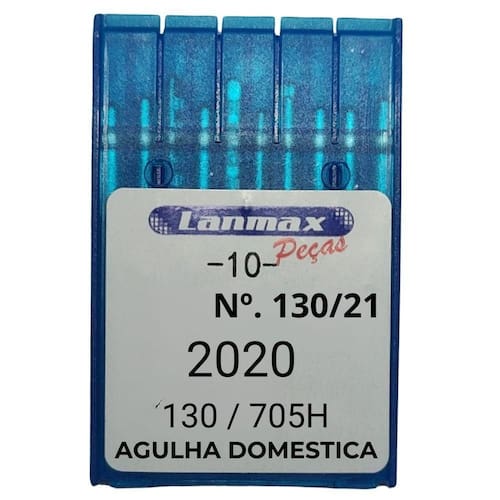 Lanmax
Peças
-10-
Nº. 130/21
2020
130 / 705H
AGULHA DOMESTICA